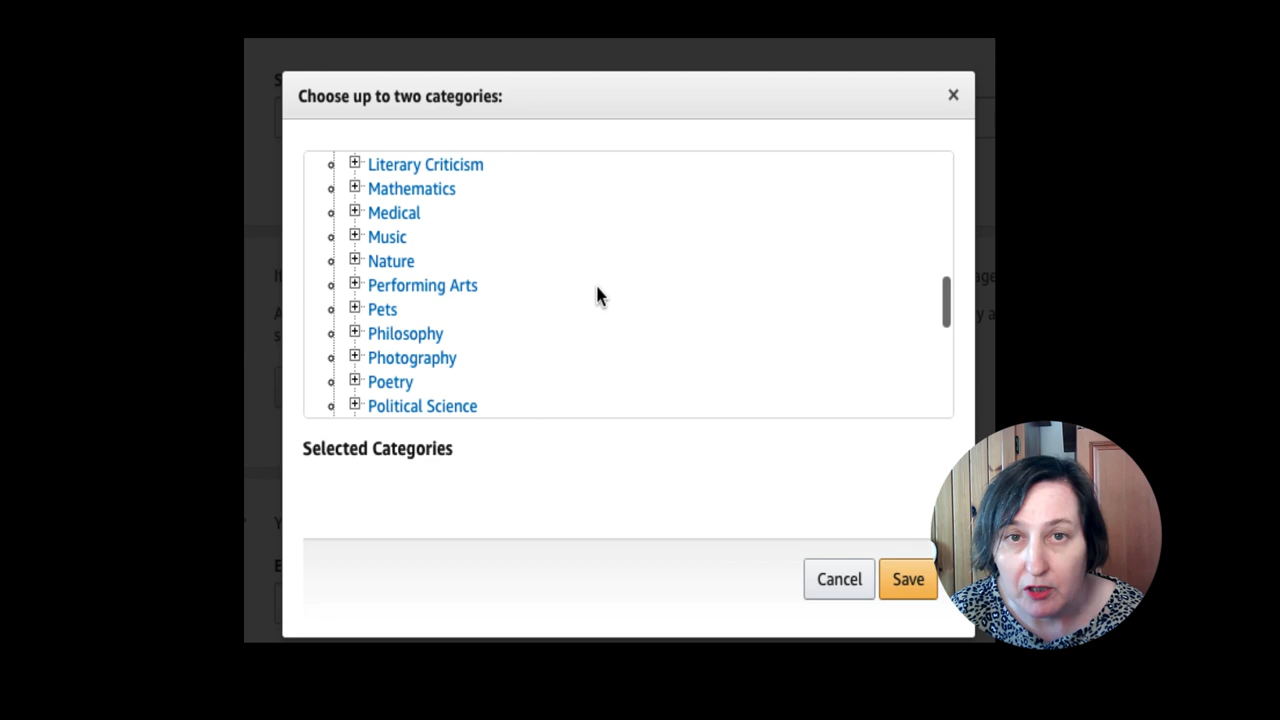 S
Choose up to two categories:
×
Literary Criticism
Mathematics
Medical
Music
Nature
Performing Arts
Pets
Philosophy
Photography
Poetry
Political Science
age
y a
s
Selected Categories
Y
E
Cancel
Save